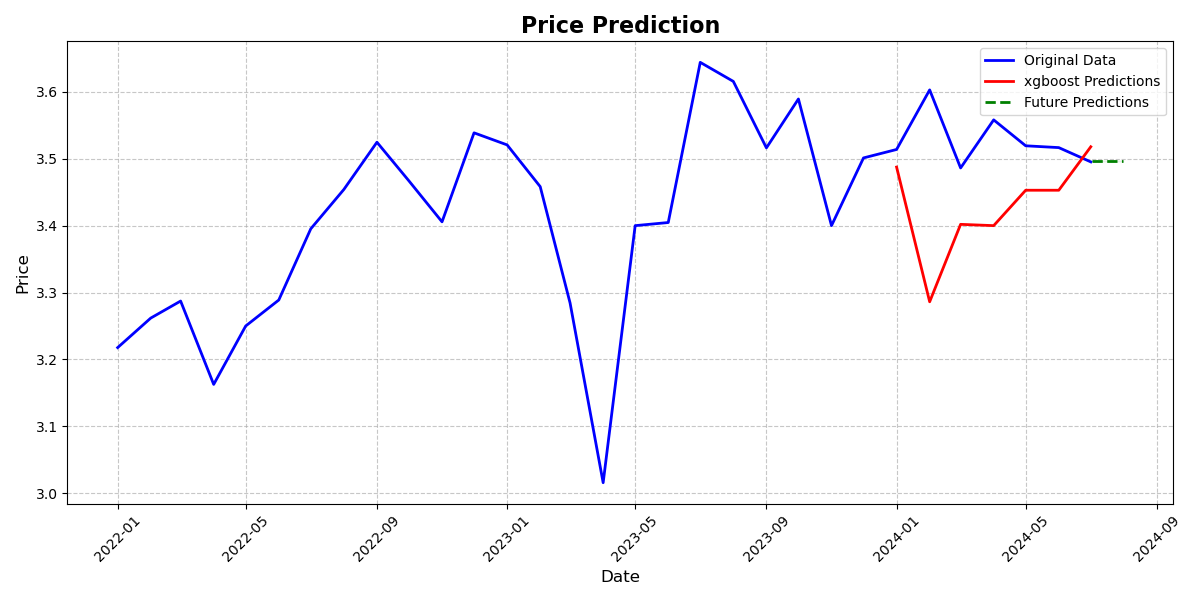 Price Prediction
Original Data
xgboost Predictions
Future Predictions
Price
3.6
3.5
3.4
3.3
3.2
3.1
3.0
2022-01
2022-05
2022-09
2023-01
2023-05
2023-09
2024-01
2024-05
2024-09
Date